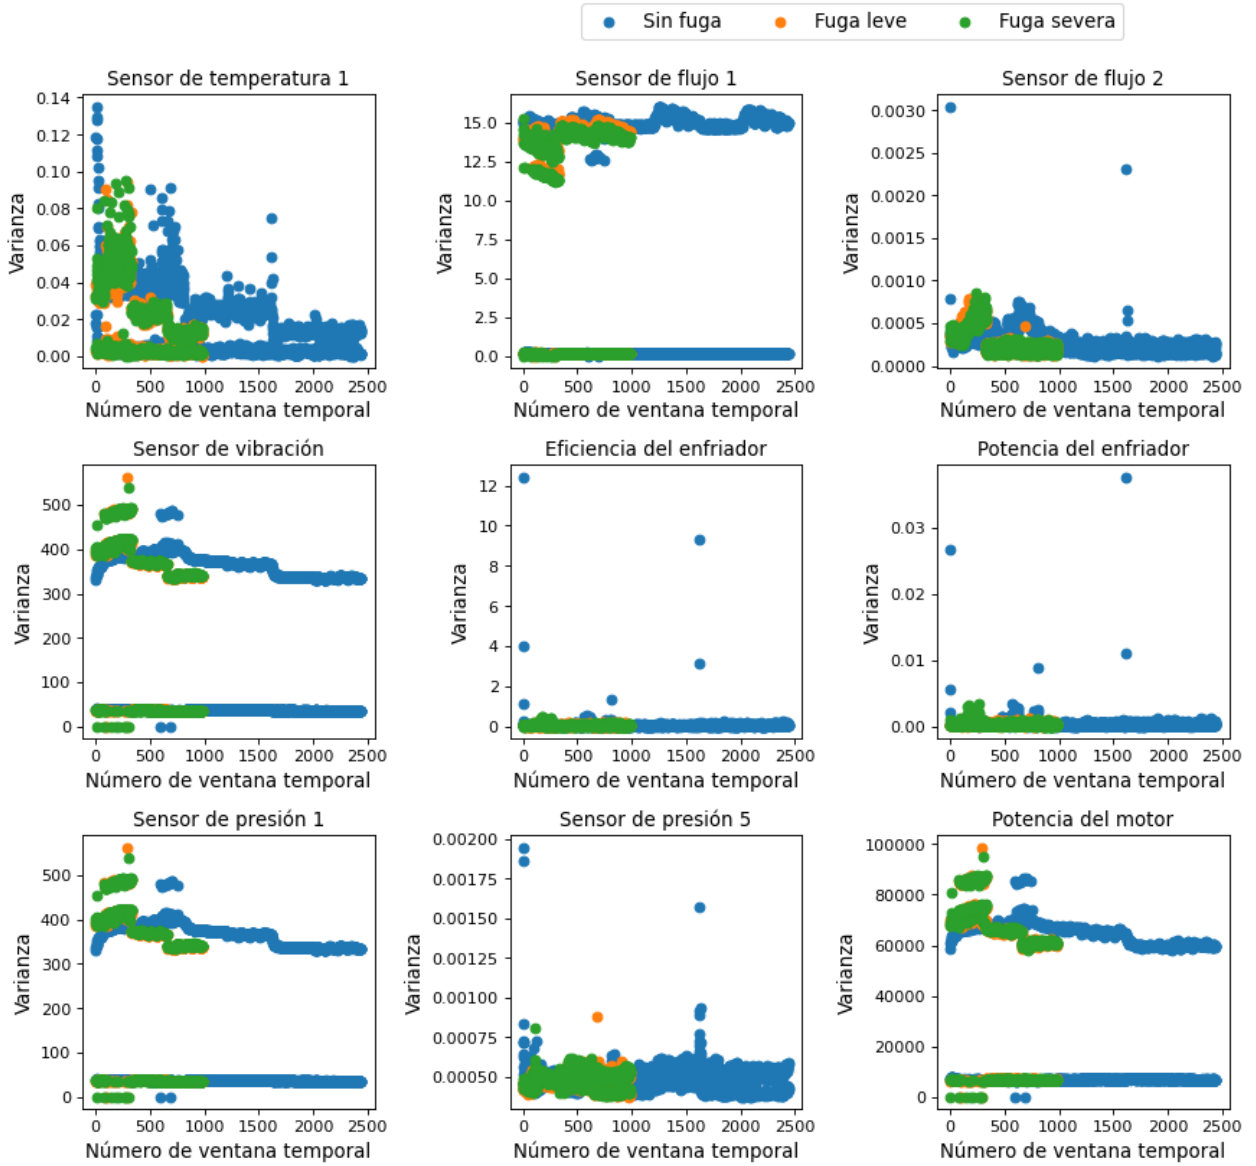 Sin fuga Fuga leve Fuga severa
Sensor de temperatura 1
0.14
0.12
0.10
0.08
0.06
0.04
0.02
0.00
Varianza
0 500 1000 1500 2000 2500
Número de ventana temporal
Sensor de flujo 1
15.0
12.5
10.0
7.5
5.0
2.5
0.0
Varianza
0 500 1000 1500 2000 2500
Número de ventana temporal
Sensor de flujo 2
0.0030
0.0025
0.0020
0.0015
0.0010
0.0005
0.0000
Varianza
0 500 1000 1500 2000 2500
Número de ventana temporal
Sensor de vibración
500
400
300
200
100
0
Varianza
0 500 1000 1500 2000 2500
Número de ventana temporal
Eficiencia del enfriador
12
10
8
6
4
2
0
Varianza
0 500 1000 1500 2000 2500
Número de ventana temporal
Potencia del enfriador
0.03
0.02
0.01
0.00
Varianza
0 500 1000 1500 2000 2500
Número de ventana temporal
Sensor de presión 1
500
400
300
200
100
0
Varianza
0 500 1000 1500 2000 2500
Número de ventana temporal
Sensor de presión 5
0.00200
0.00175
0.00150
0.00125
0.00100
0.00075
0.00050
Varianza
0 500 1000 1500 2000 2500
Número de ventana temporal
Potencia del motor
100000
80000
60000
40000
20000
0
Varianza
0 500 1000 1500 2000 2500
Número de ventana temporal